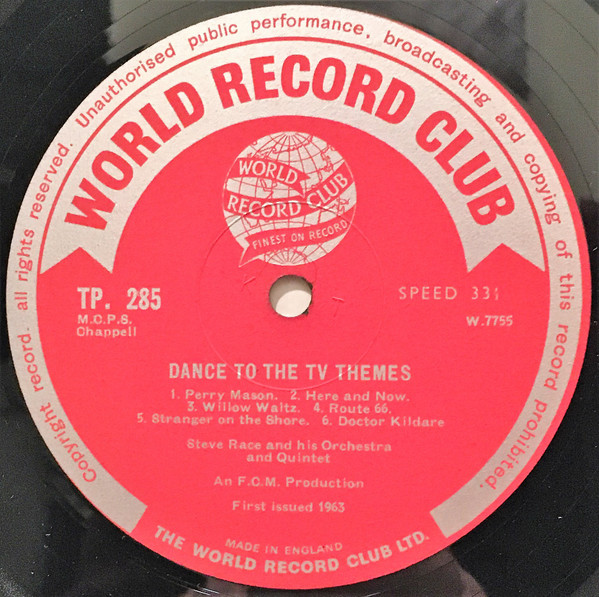 Copyright record. all rights reserved. Unauthorised public performance, broadcasting and copying of this record prohibited.
WORLD RECORD CLUB
WORLD
RECORD CLUB
FINEST ON RECORD
TP. 285
M.C.P.S.
Chappell
SPEED 33⅓
W.7755
DANCE TO THE TV THEMES
1. Perry Mason. 2. Here and Now.
3. Willow Waltz. 4. Route 66.
5. Stranger on the Shore. 6. Doctor Kildare
Steve Race and his Orchestra
and Quintet
An F.C.M. Production
First issued 1963
MADE IN ENGLAND
THE WORLD RECORD CLUB LTD.